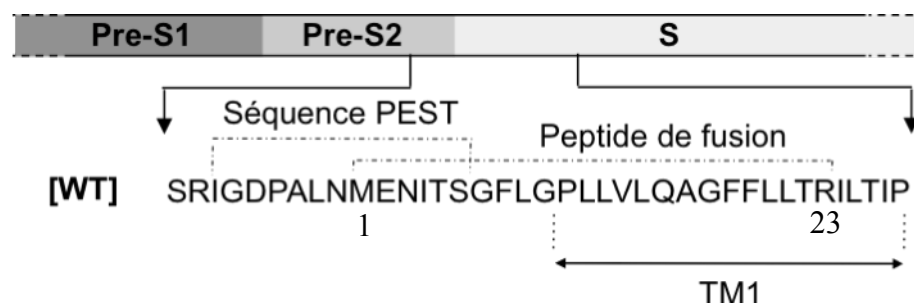 Pre-S1 Pre-S2 S
Séquence PEST
Peptide de fusion
[WT] SRIGDPALNMENITSGFLGPLLVLQAGFFLLTRILTIP
1 23
TM1